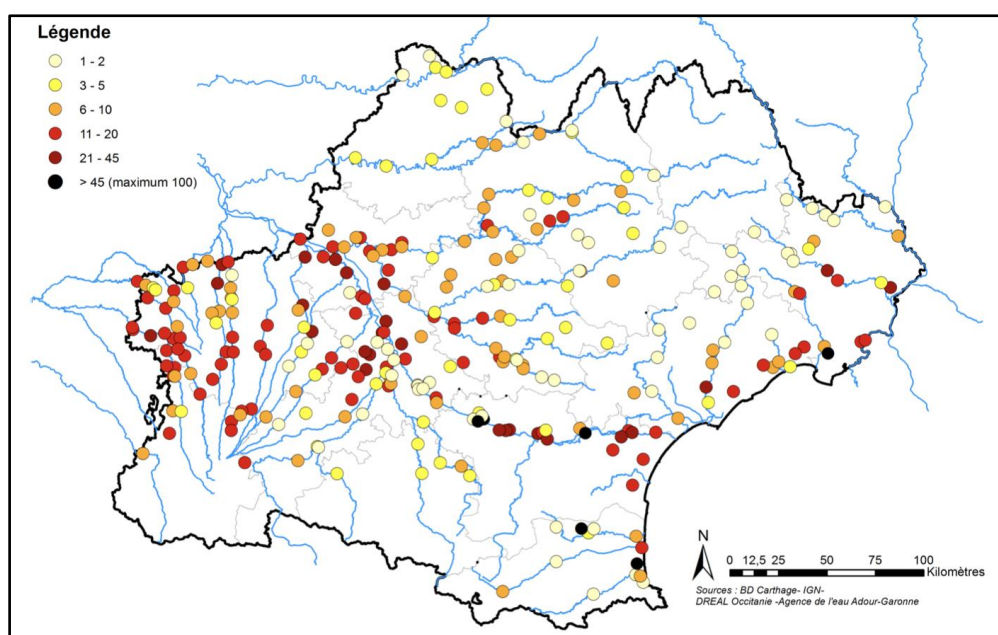 Légende
1 - 2
3 - 5
6 - 10
11 - 20
21 - 45
> 45 (maximum 100)
N
0 12,5 25 50 75 100
Kilomètres
Sources : BD Carthage- IGN-
DREAL Occitanie -Agence de l'eau Adour-Garonne